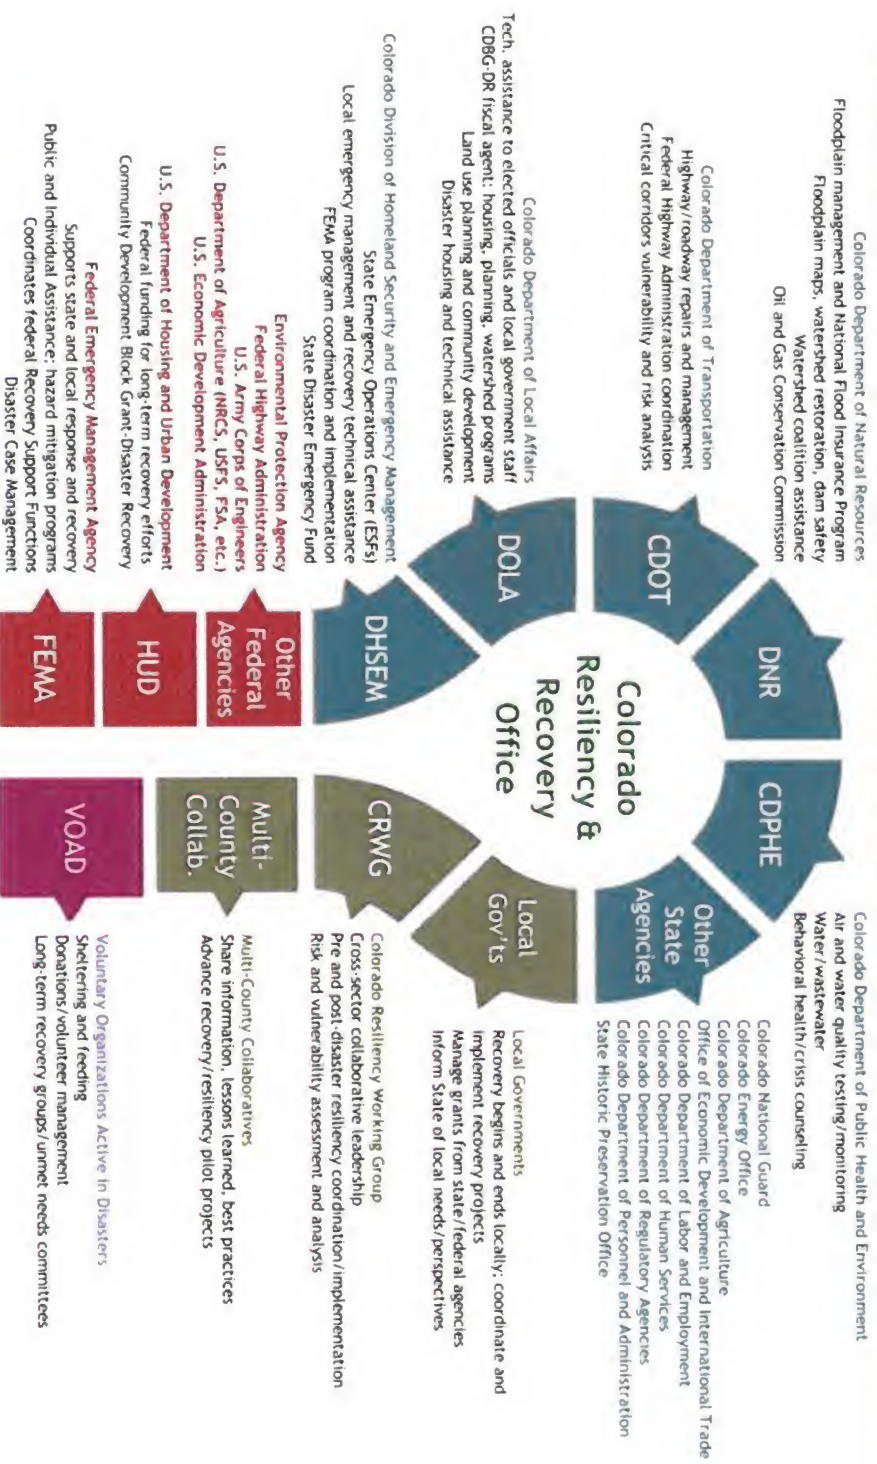 Colorado Department of Natural Resources
Floodplain management and National Flood Insurance Program
Floodplain maps, watershed restoration, dam safety
Watershed coalition assistance
Oil and Gas Conservation Commission
Colorado Department of Transportation
Highway/roadway repairs and management
Federal Highway Administration coordination
Critical corridors vulnerability and risk analysis
Colorado Department of Local Affairs
Tech. assistance to elected officials and local government staff
CDBG-DR fiscal agent: housing, planning, watershed programs
Land use planning and community development
Disaster housing and technical assistance
Colorado Division of Homeland Security and Emergency Management
State Emergency Operations Center (ESFs)
Local emergency management and recovery technical assistance
FEMA program coordination and implementation
State Disaster Emergency Fund
Environmental Protection Agency
Federal Highway Administration
U.S. Army Corps of Engineers
U.S. Department of Agriculture (NRCS, USFS, FSA, etc.)
U.S. Economic Development Administration
U.S. Department of Housing and Urban Development
Federal funding for long-term recovery efforts
Community Development Block Grant-Disaster Recovery
Federal Emergency Management Agency
Supports state and local response and recovery
Public and Individual Assistance; hazard mitigation programs
Coordinates federal Recovery Support Functions
Disaster Case Management
DNR
CDOT
DOLA
DHSEM
Other
Federal
Agencies
HUD
FEMA
Colorado
Resiliency &
Recovery
Office
CDPHE
Other
State
Agencies
Local
Gov'ts
CRWG
Multi-
County
Collab.
VOAD
Colorado Department of Public Health and Environment
Air and water quality testing/monitoring
Water/wastewater
Behavioral health/crisis counseling
Colorado National Guard
Colorado Energy Office
Colorado Department of Agriculture
Office of Economic Development and International Trade
Colorado Department of Labor and Employment
Colorado Department of Human Services
Colorado Department of Regulatory Agencies
Colorado Department of Personnel and Administration
State Historic Preservation Office
Local Governments
Recovery begins and ends locally; coordinate and
implement recovery projects
Manage grants from state/federal agencies
Inform State of local needs/perspectives
Colorado Resiliency Working Group
Cross-sector collaborative leadership
Pre and post-disaster resiliency coordination/implementation
Risk and vulnerability assessment and analysis
Multi-County Collaboratives
Share information, lessons learned, best practices
Advance recovery/resiliency pilot projects
Voluntary Organizations Active in Disasters
Sheltering and feeding
Donations/volunteer management
Long-term recovery groups/unmet needs committees